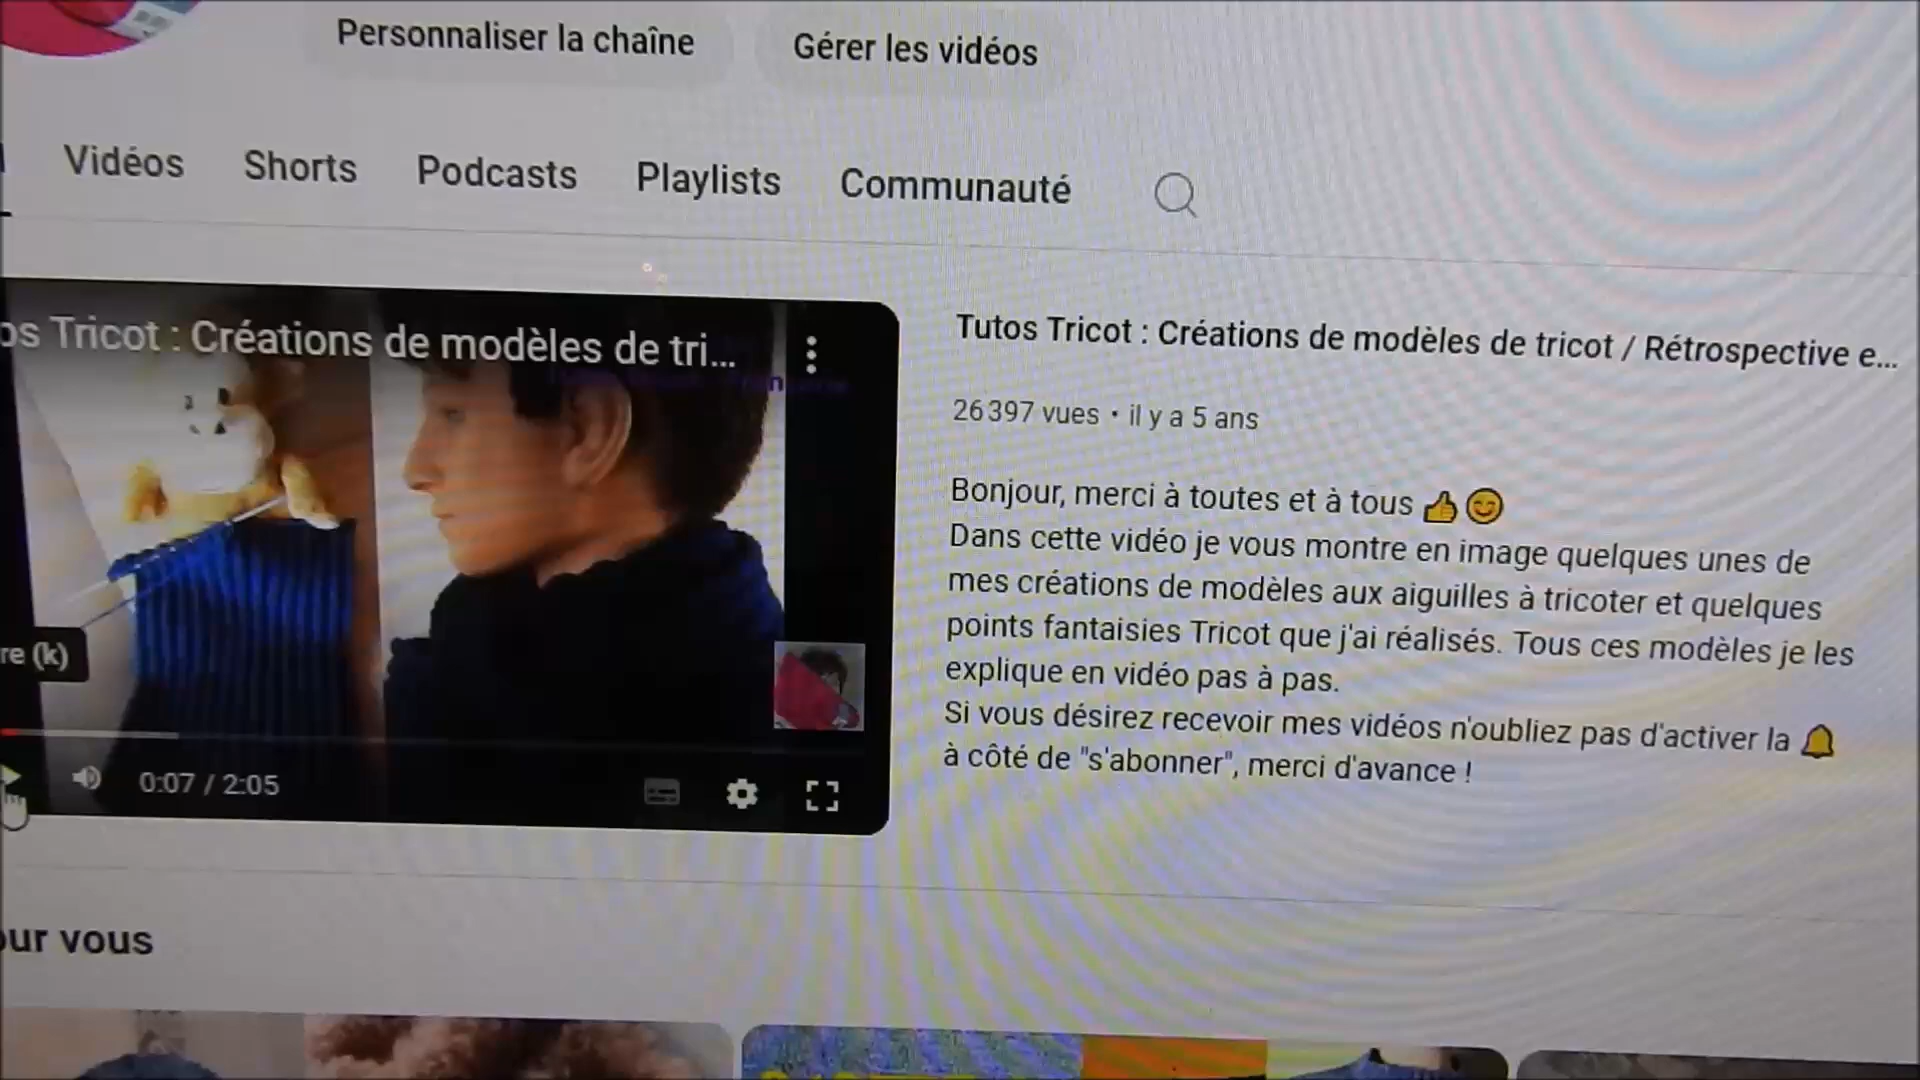 Personnaliser la chaîne
Gérer les vidéos
Vidéos
Shorts
Podcasts
Playlists
Communauté
os Tricot : Créations de modèles de tri...
re (k)
0:07 / 2:05
Tutos Tricot : Créations de modèles de tricot / Rétrospective e...
26 397 vues • il y a 5 ans
Bonjour, merci à toutes et à tous 👍😊
Dans cette vidéo je vous montre en image quelques unes de
mes créations de modèles aux aiguilles à tricoter et quelques
points fantaisies Tricot que j'ai réalisés. Tous ces modèles je les
explique en vidéo pas à pas.
Si vous désirez recevoir mes vidéos n'oubliez pas d'activer la 🔔
à côté de "s'abonner", merci d'avance !
our vous